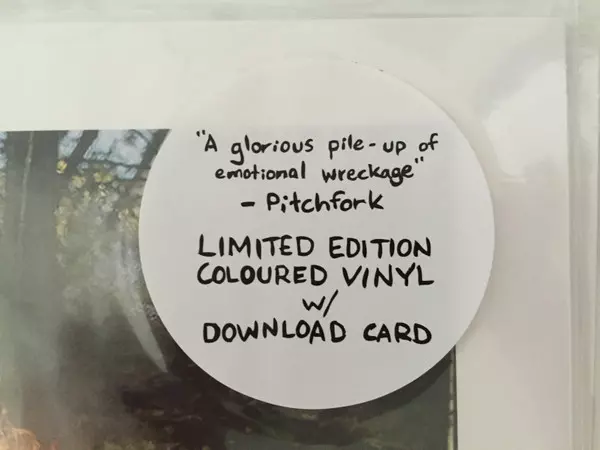 "A glorious pile-up of
emotional wreckage"
- Pitchfork
LIMITED EDITION
COLOURED VINYL
w/
DOWNLOAD CARD